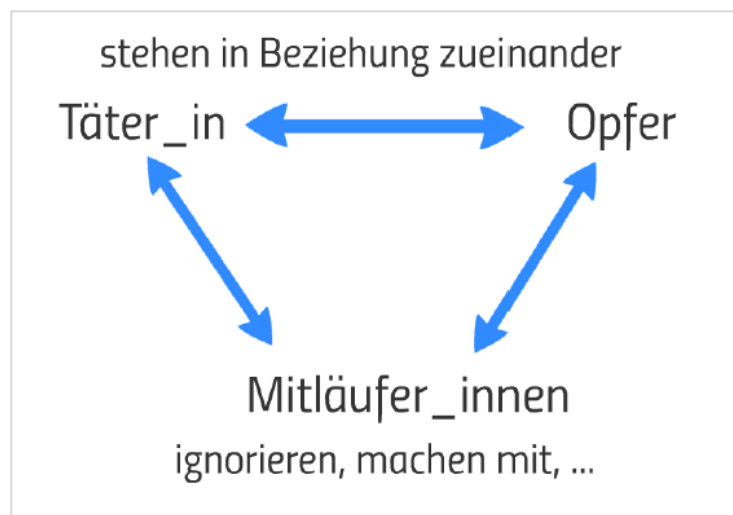 stehen in Beziehung zueinander
Täter_in Opfer
Mitläufer_innen
ignorieren, machen mit, ...